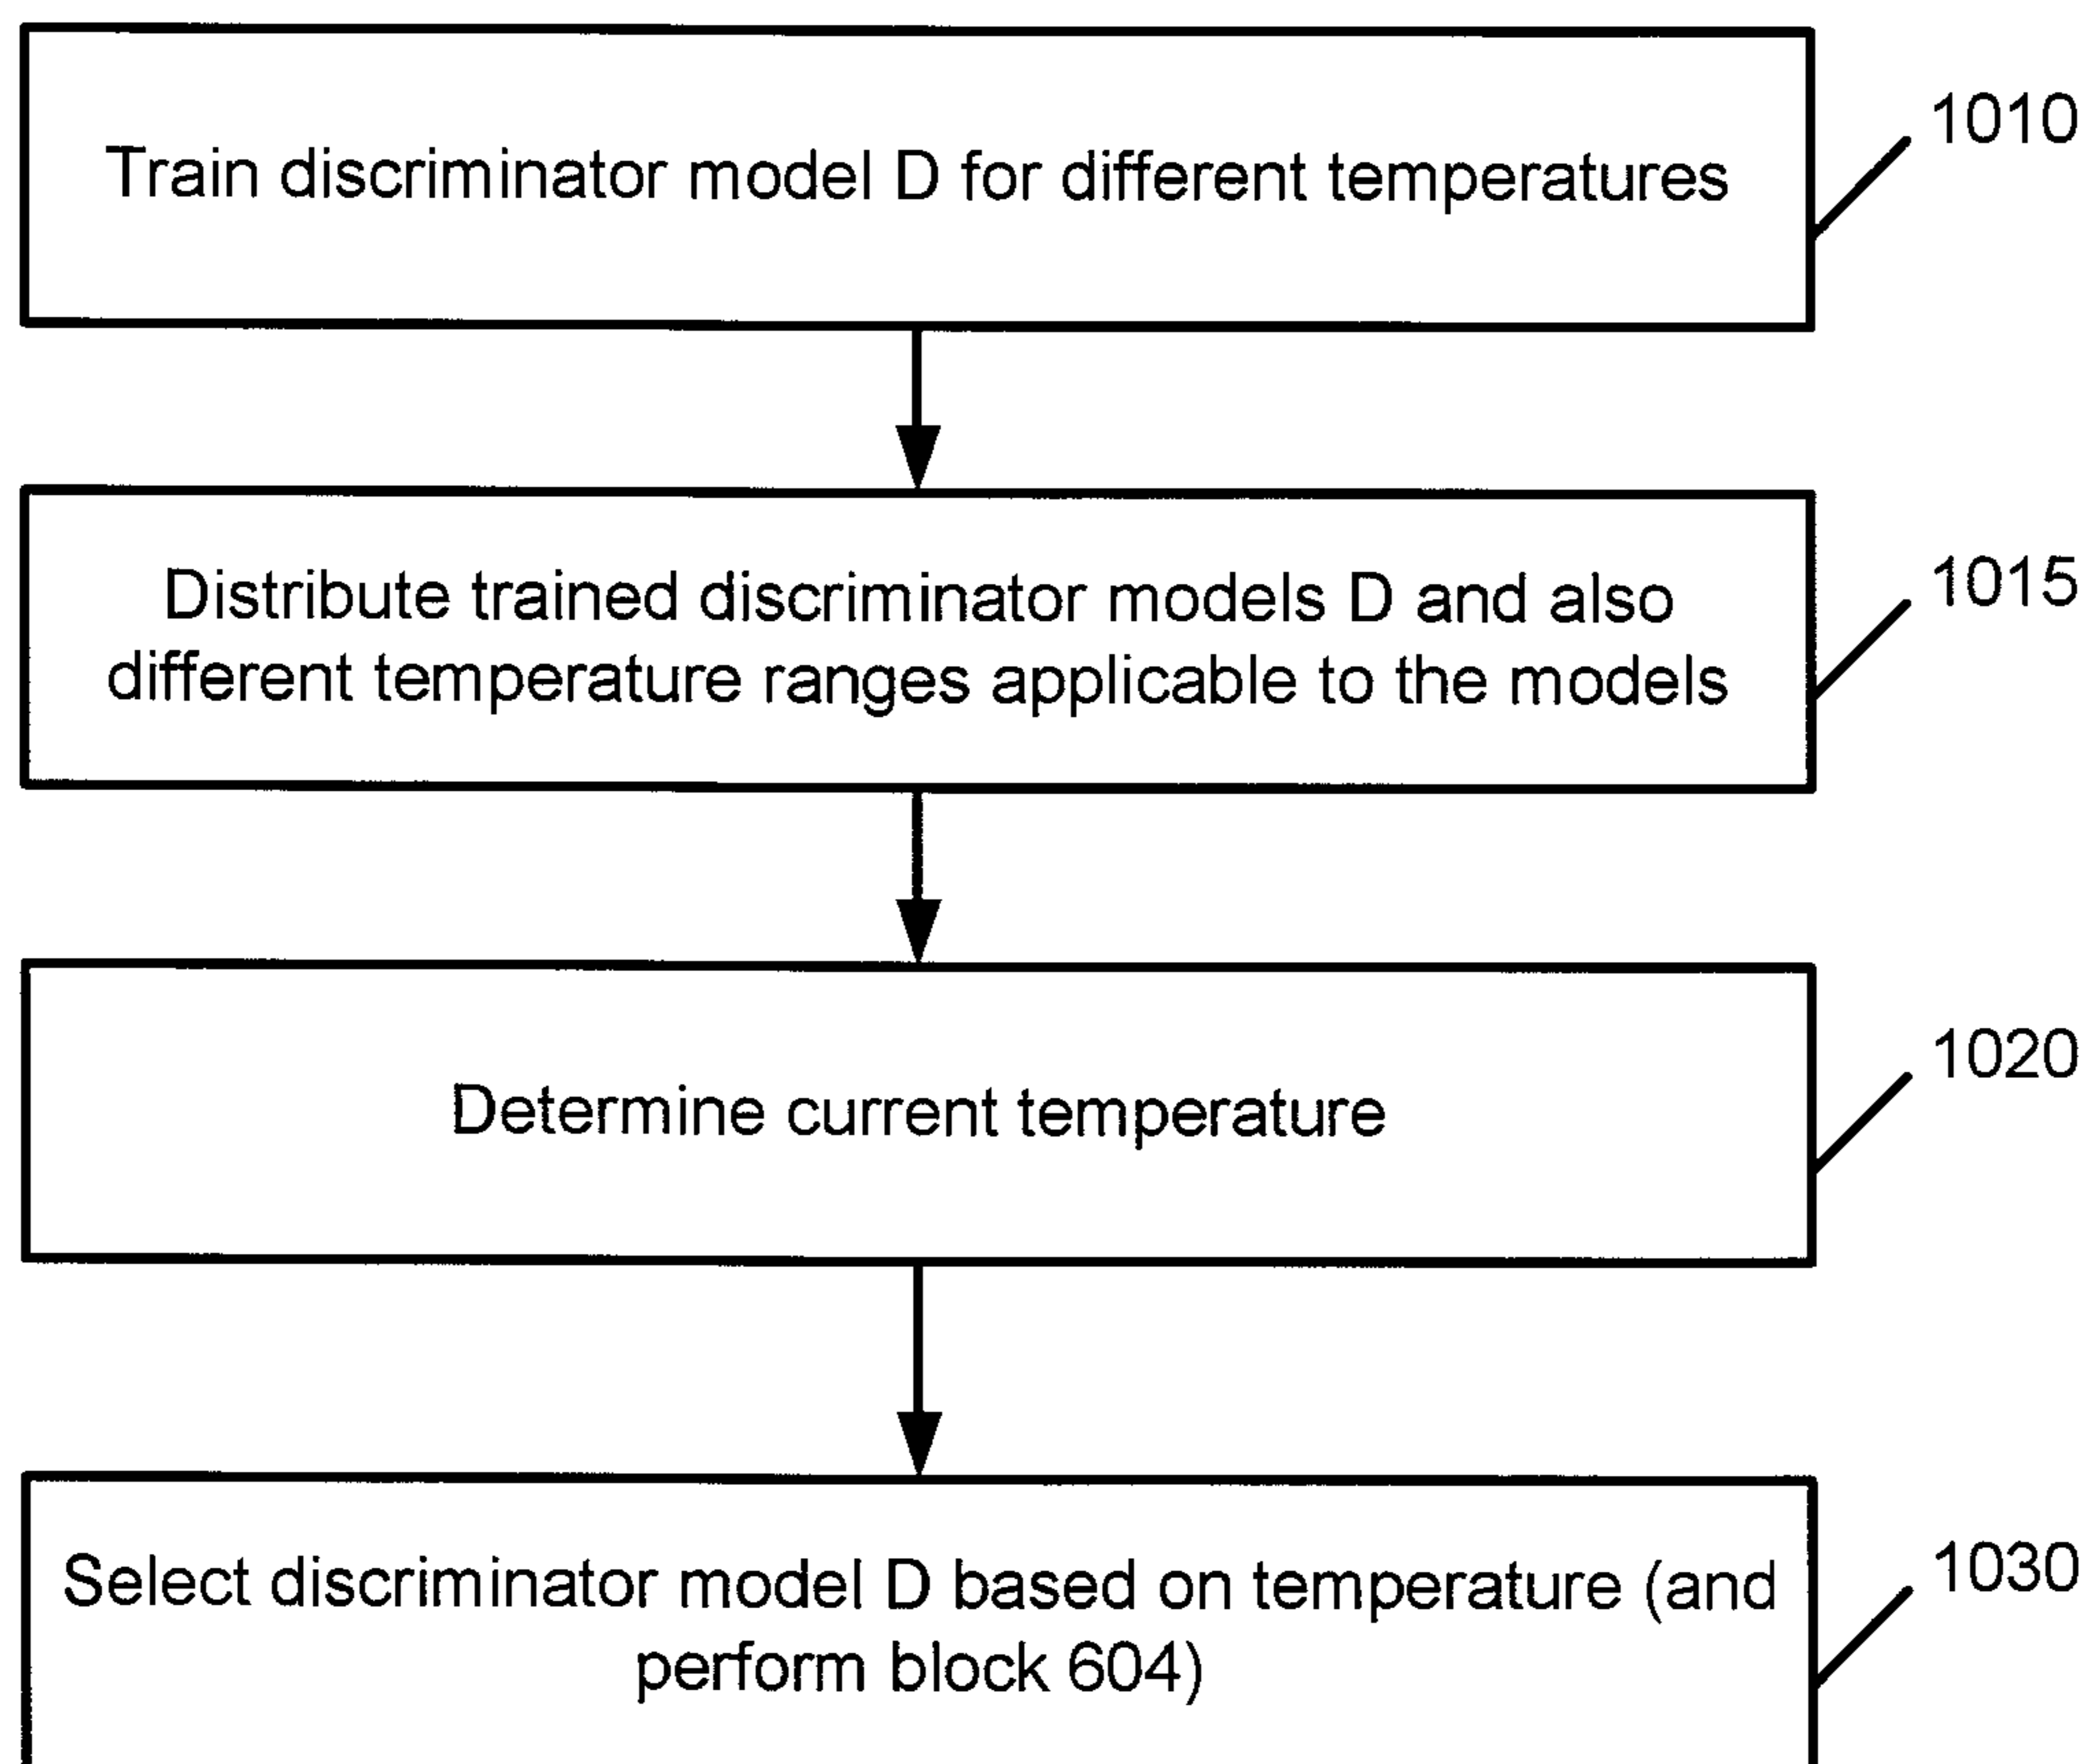 1010
Train discriminator model D for different temperatures
1015
Distribute trained discriminator models D and also
different temperature ranges applicable to the models
1020
Determine current temperature
1030
Select discriminator model D based on temperature (and
perform block 604)